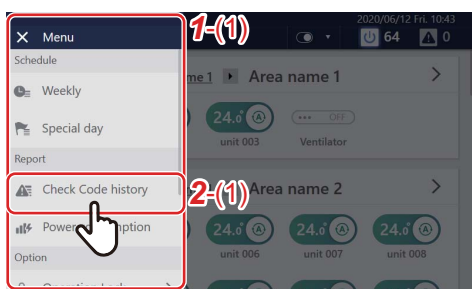 2020/06/12 Fri. 10:43
✕ Menu
1-(1)
64
0
Schedule
me 1 ▶ Area name 1 >
Weekly
24.0° A
... OFF
Special day
unit 003
Ventilator
Report
Check Code history
2-(1)
Area name 2 >
24.0° A
24.0° A
24.0° A
unit 006
unit 007
unit 008
Option